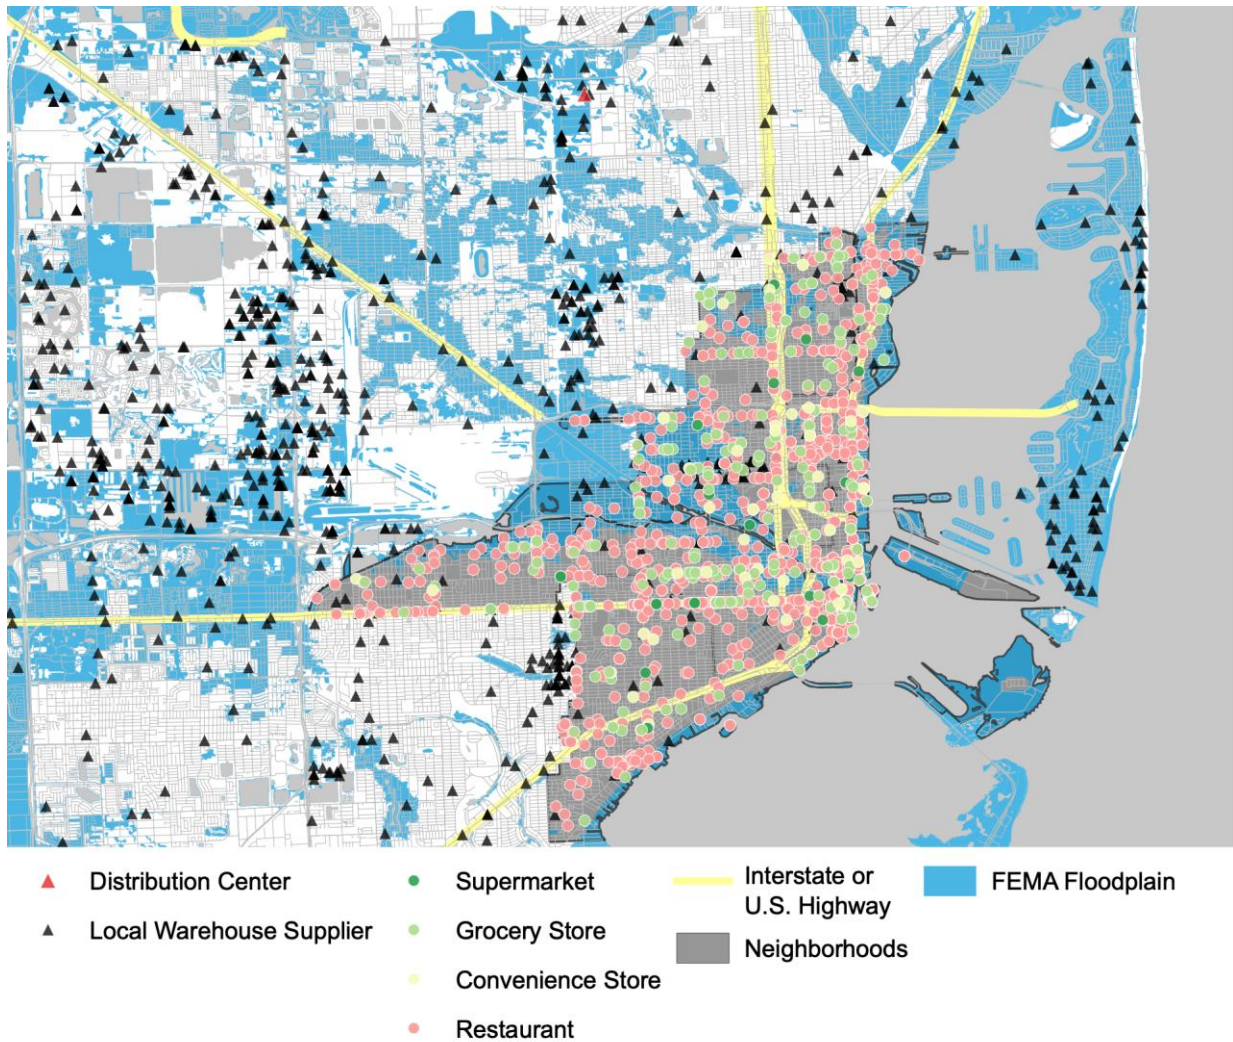 Distribution Center
Local Warehouse Supplier
Supermarket
Grocery Store
Convenience Store
Restaurant
Interstate or
U.S. Highway
Neighborhoods
FEMA Floodplain